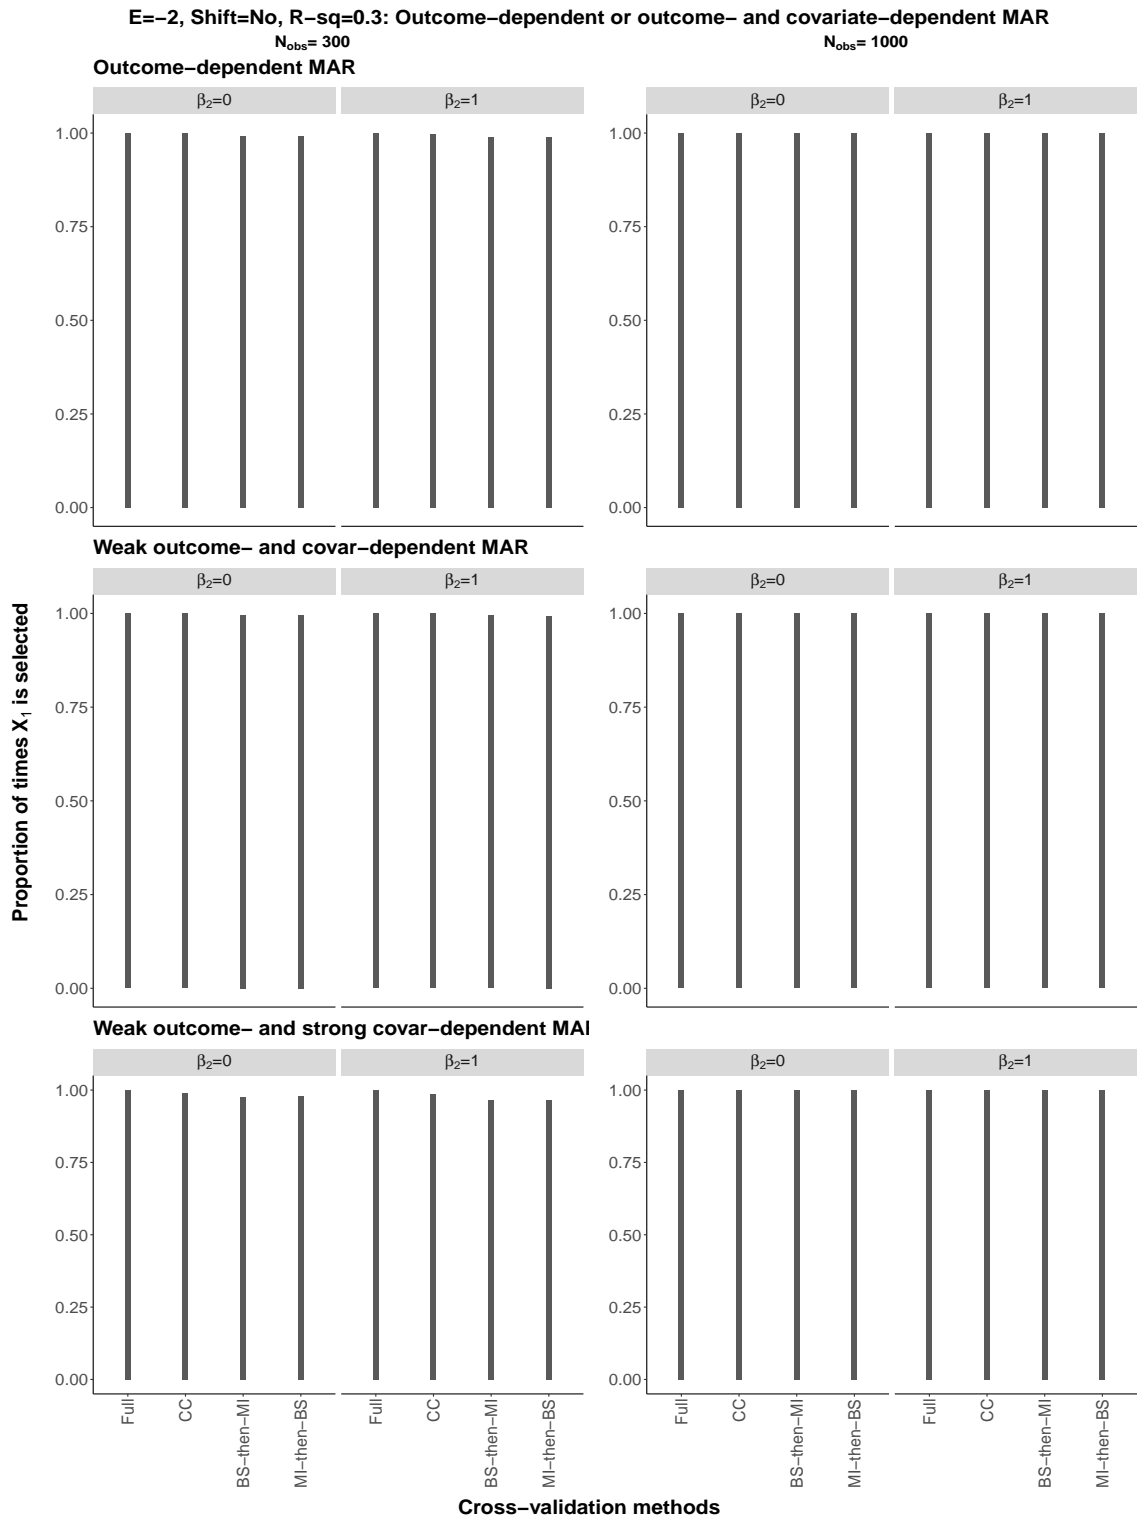 E=−2, Shift=No, R−sq=0.3: Outcome−dependent or outcome− and covariate−dependent MAR
N_obs= 300 N_obs= 1000
Outcome−dependent MAR
β₂=0 β₂=1 β₂=0 β₂=1
1.00 1.00
0.75 0.75
0.50 0.50
0.25 0.25
0.00 0.00
Weak outcome− and covar−dependent MAR
β₂=0 β₂=1 β₂=0 β₂=1
1.00 1.00
0.75 0.75
0.50 0.50
0.25 0.25
0.00 0.00
Proportion of times X₁ is selected
Weak outcome− and strong covar−dependent MAI
β₂=0 β₂=1 β₂=0 β₂=1
1.00 1.00
0.75 0.75
0.50 0.50
0.25 0.25
0.00 0.00
Full CC BS−then−MI MI−then−BS Full CC BS−then−MI MI−then−BS Full CC BS−then−MI MI−then−BS Full CC BS−then−MI MI−then−BS
Cross−validation methods